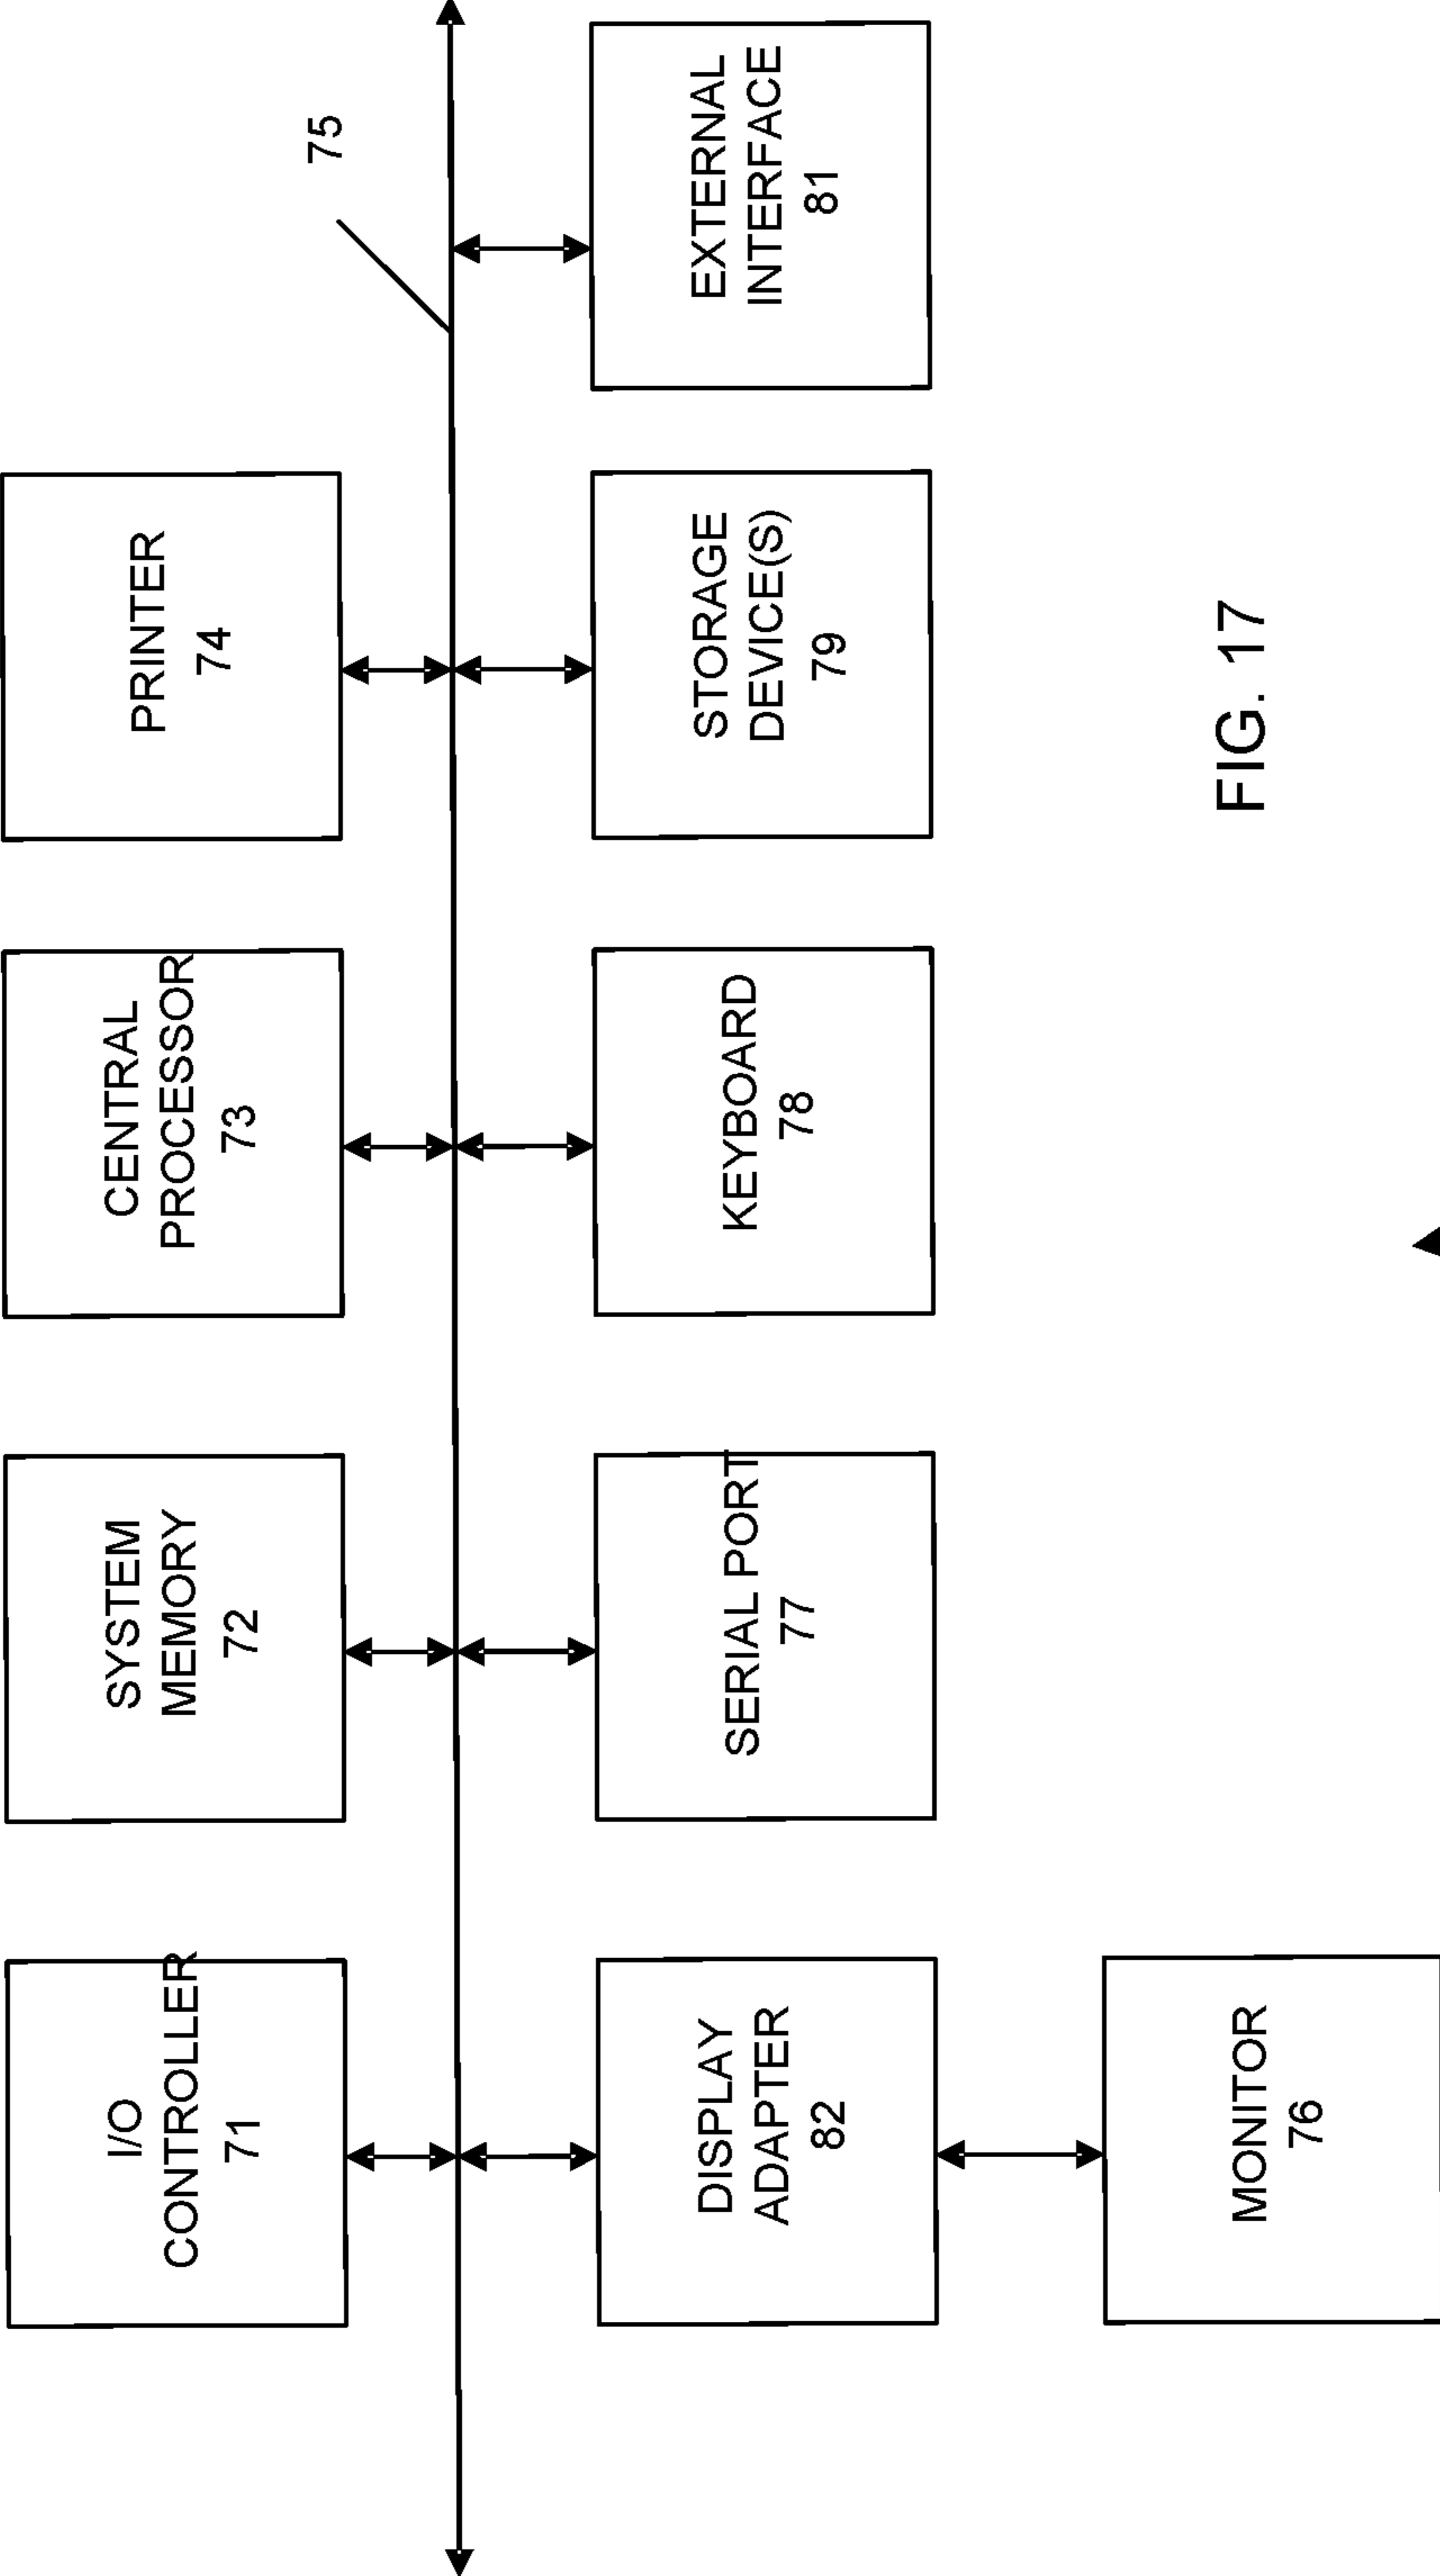 I/O
CONTROLLER
71
SYSTEM
MEMORY
72
CENTRAL
PROCESSOR
73
PRINTER
74
75
DISPLAY
ADAPTER
82
SERIAL PORT
77
KEYBOARD
78
STORAGE
DEVICE(S)
79
EXTERNAL
INTERFACE
81
MONITOR
76
FIG. 17